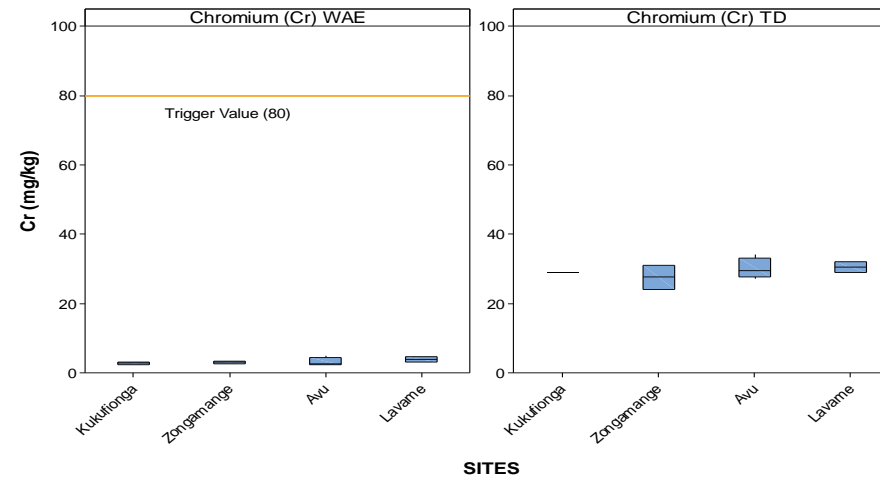 Chromium (Cr) WAE
Chromium (Cr) TD
100
80
60
40
20
0
100
80
60
40
20
0
Trigger Value (80)
Cr (mg/kg)
Kukufionga
Zongamange
Avu
Lavame
Kukufionga
Zongamange
Avu
Lavame
SITES